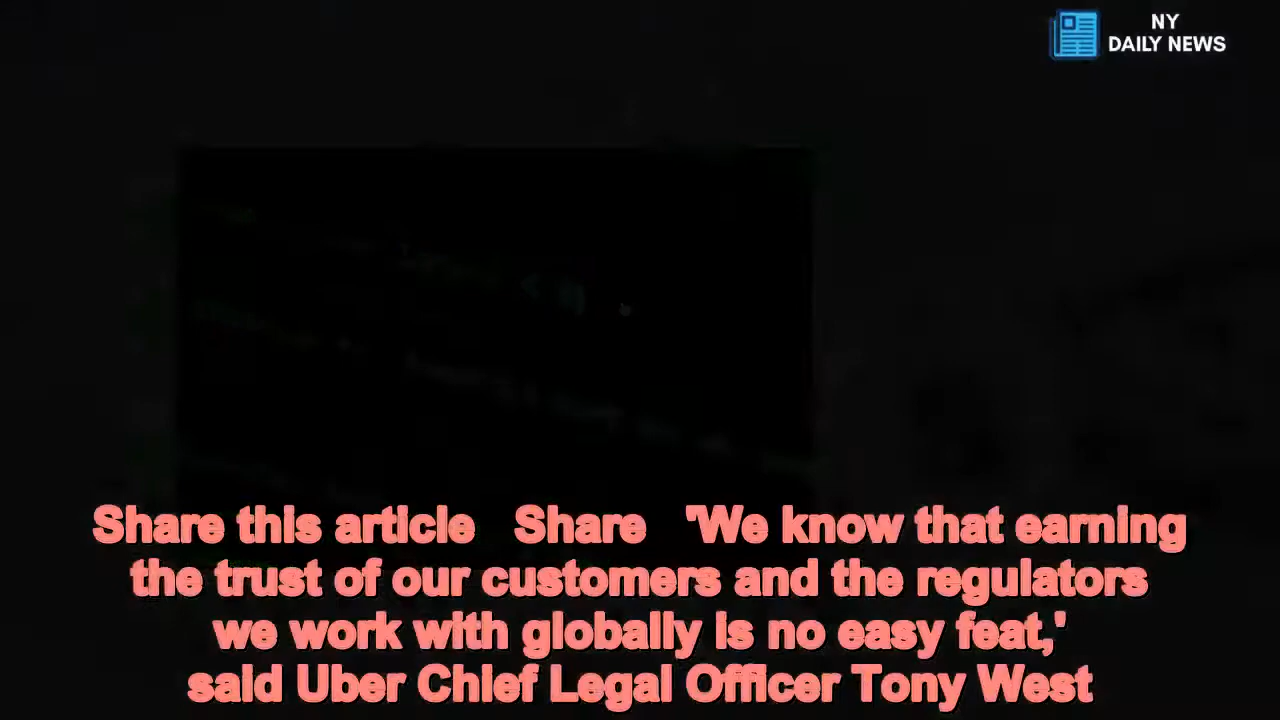 NY
DAILY NEWS
Share this article   Share   'We know that earning
the trust of our customers and the regulators
we work with globally is no easy feat,'
said Uber Chief Legal Officer Tony West